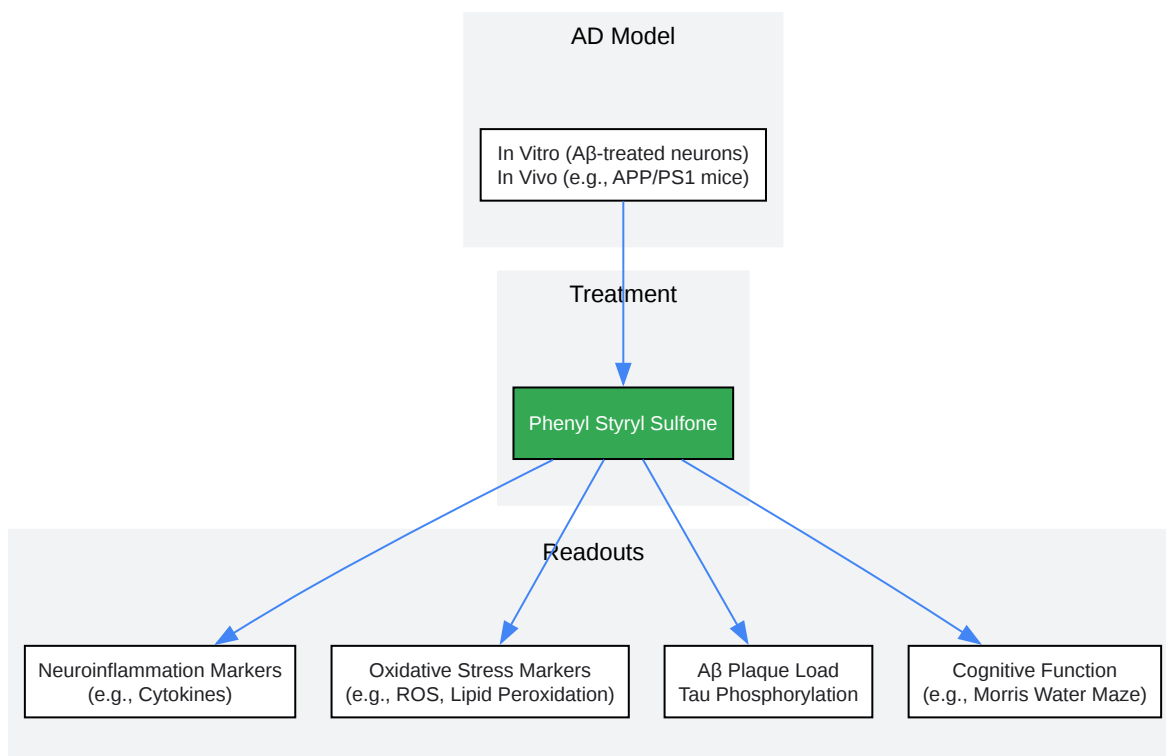 AD Model
In Vitro (Aβ-treated neurons)
In Vivo (e.g., APP/PS1 mice)
Treatment
Phenyl Styryl Sulfone
Readouts
Neuroinflammation Markers
(e.g., Cytokines)
Oxidative Stress Markers
(e.g., ROS, Lipid Peroxidation)
Aβ Plaque Load
Tau Phosphorylation
Cognitive Function
(e.g., Morris Water Maze)